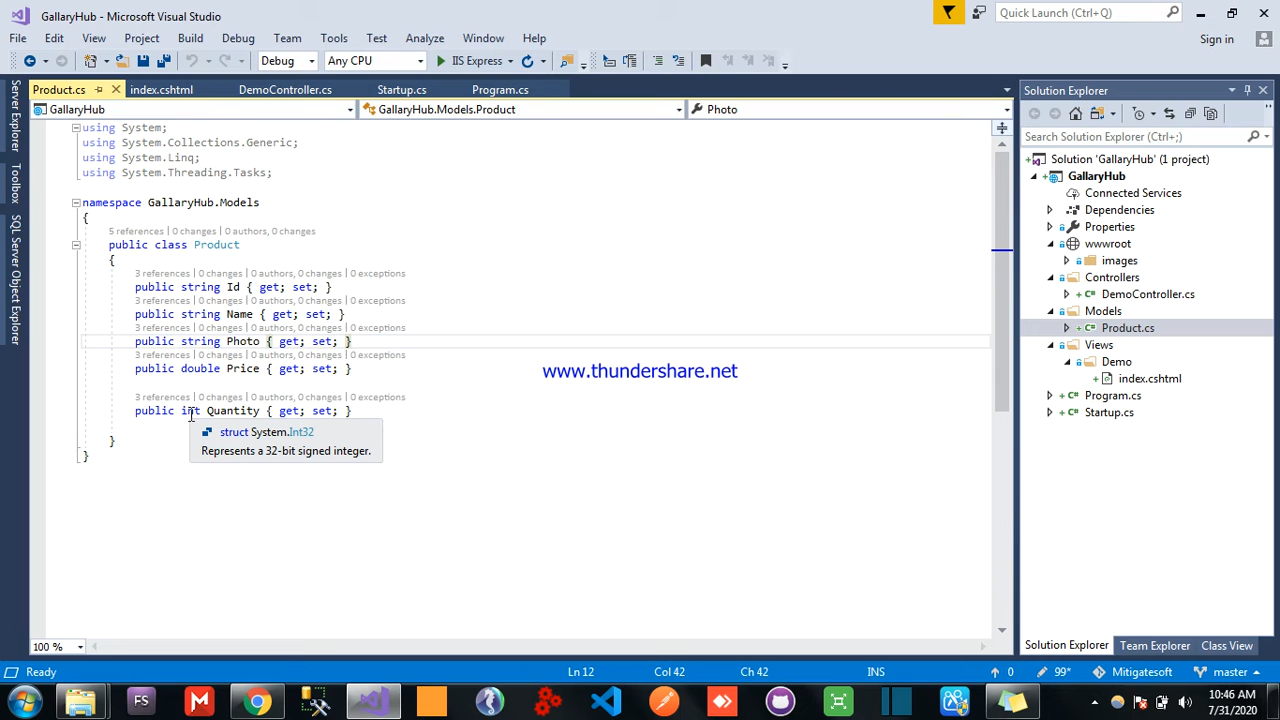 GallaryHub - Microsoft Visual Studio
Quick Launch (Ctrl+Q)
File Edit View Project Build Debug Team Tools Test Analyze Window Help
Sign in
Debug Any CPU IIS Express
Product.cs index.cshtml DemoController.cs Startup.cs Program.cs
GallaryHub GallaryHub.Models.Product Photo
Server Explorer
Toolbox
SQL Server Object Explorer
using System;
using System.Collections.Generic;
using System.Linq;
using System.Threading.Tasks;
namespace GallaryHub.Models
{
5 references | 0 changes | 0 authors, 0 changes
public class Product
{
3 references | 0 changes | 0 authors, 0 changes | 0 exceptions
public string Id { get; set; }
3 references | 0 changes | 0 authors, 0 changes | 0 exceptions
public string Name { get; set; }
3 references | 0 changes | 0 authors, 0 changes | 0 exceptions
public string Photo { get; set; }
3 references | 0 changes | 0 authors, 0 changes | 0 exceptions
public double Price { get; set; }
3 references | 0 changes | 0 authors, 0 changes | 0 exceptions
public int Quantity { get; set; }
struct System.Int32
Represents a 32-bit signed integer.
}
}
www.thundershare.net
Solution Explorer
Search Solution Explorer (Ctrl+;)
Solution 'GallaryHub' (1 project)
GallaryHub
Connected Services
Dependencies
Properties
wwwroot
images
Controllers
DemoController.cs
Models
Product.cs
Views
Demo
index.cshtml
Program.cs
Startup.cs
100 %
Solution Explorer Team Explorer Class View
Ready Ln 12 Col 42 Ch 42 INS 0 99* Mitigatesoft master
FS
10:46 AM
7/31/2020